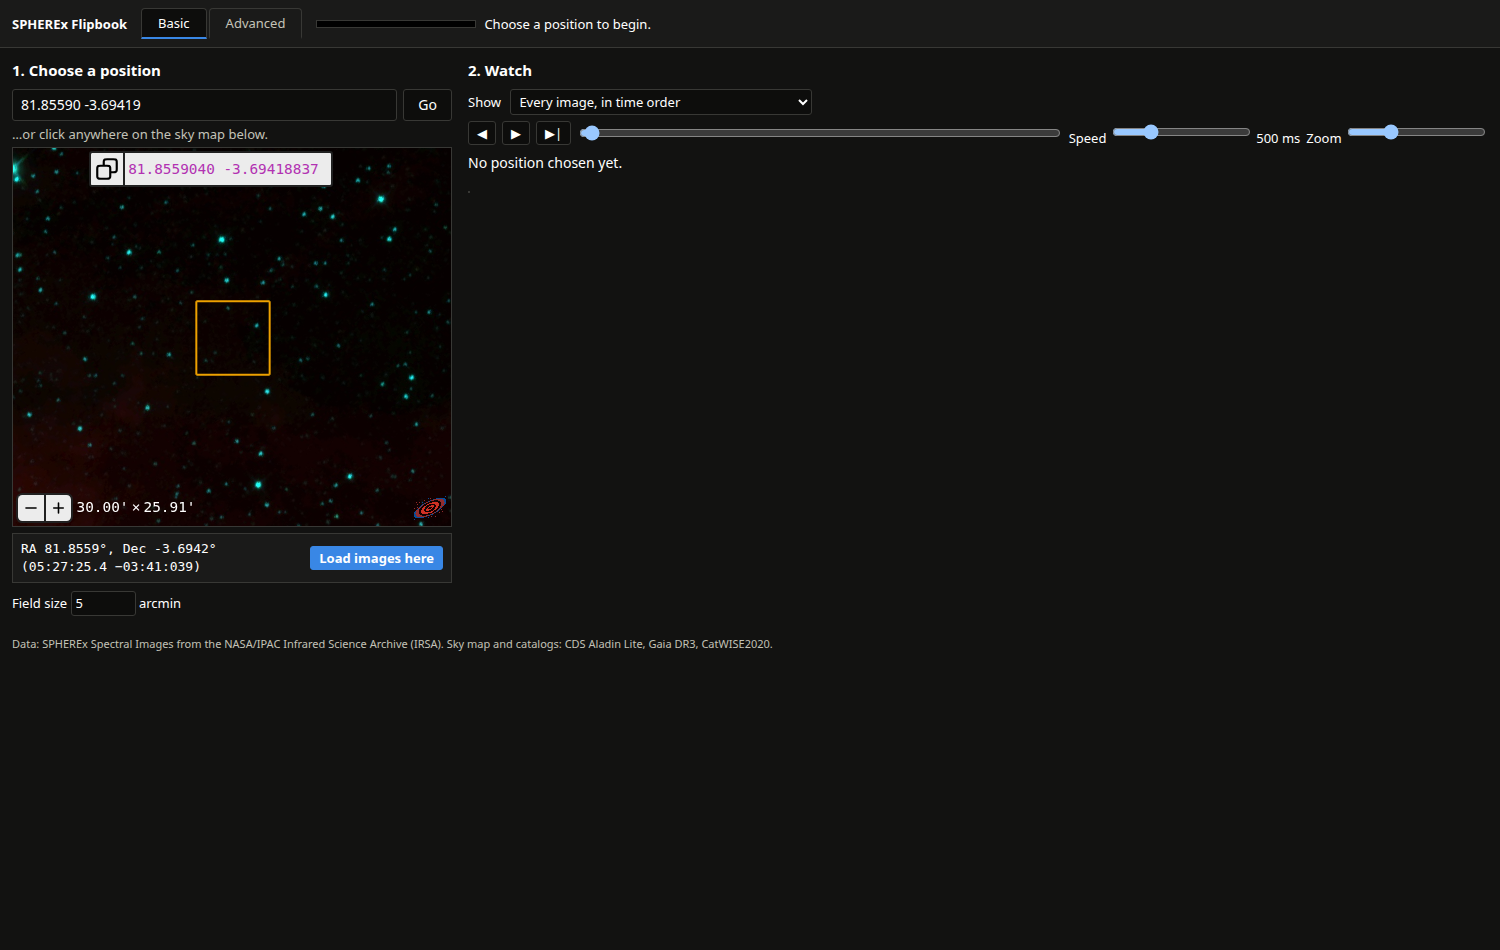 SPHEREx Flipbook Basic Advanced Choose a position to begin.
1. Choose a position
81.85590 -3.69419 Go
...or click anywhere on the sky map below.
81.8559040 -3.69418837
30.00' × 25.91'
RA 81.8559°, Dec -3.6942°
(05:27:25.4 −03:41:039)
Load images here
Field size 5 arcmin
2. Watch
Show Every image, in time order
Speed 500 ms Zoom
No position chosen yet.
Data: SPHEREx Spectral Images from the NASA/IPAC Infrared Science Archive (IRSA). Sky map and catalogs: CDS Aladin Lite, Gaia DR3, CatWISE2020.